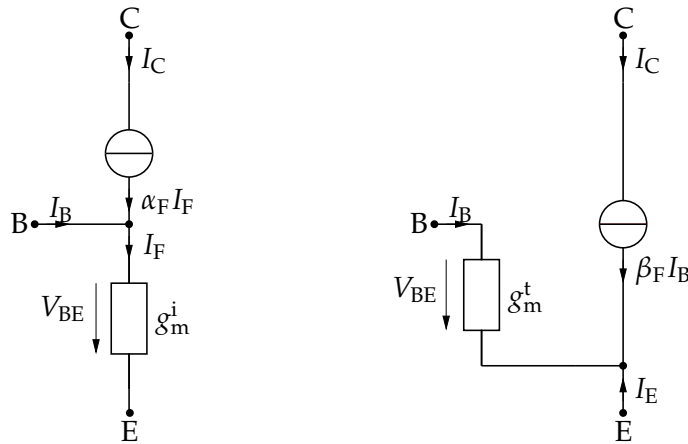 C
I_C
α_F I_F
B
I_B
I_F
V_BE
g_m^i
E
C
I_C
B
I_B
β_F I_B
V_BE
g_m^t
I_E
E